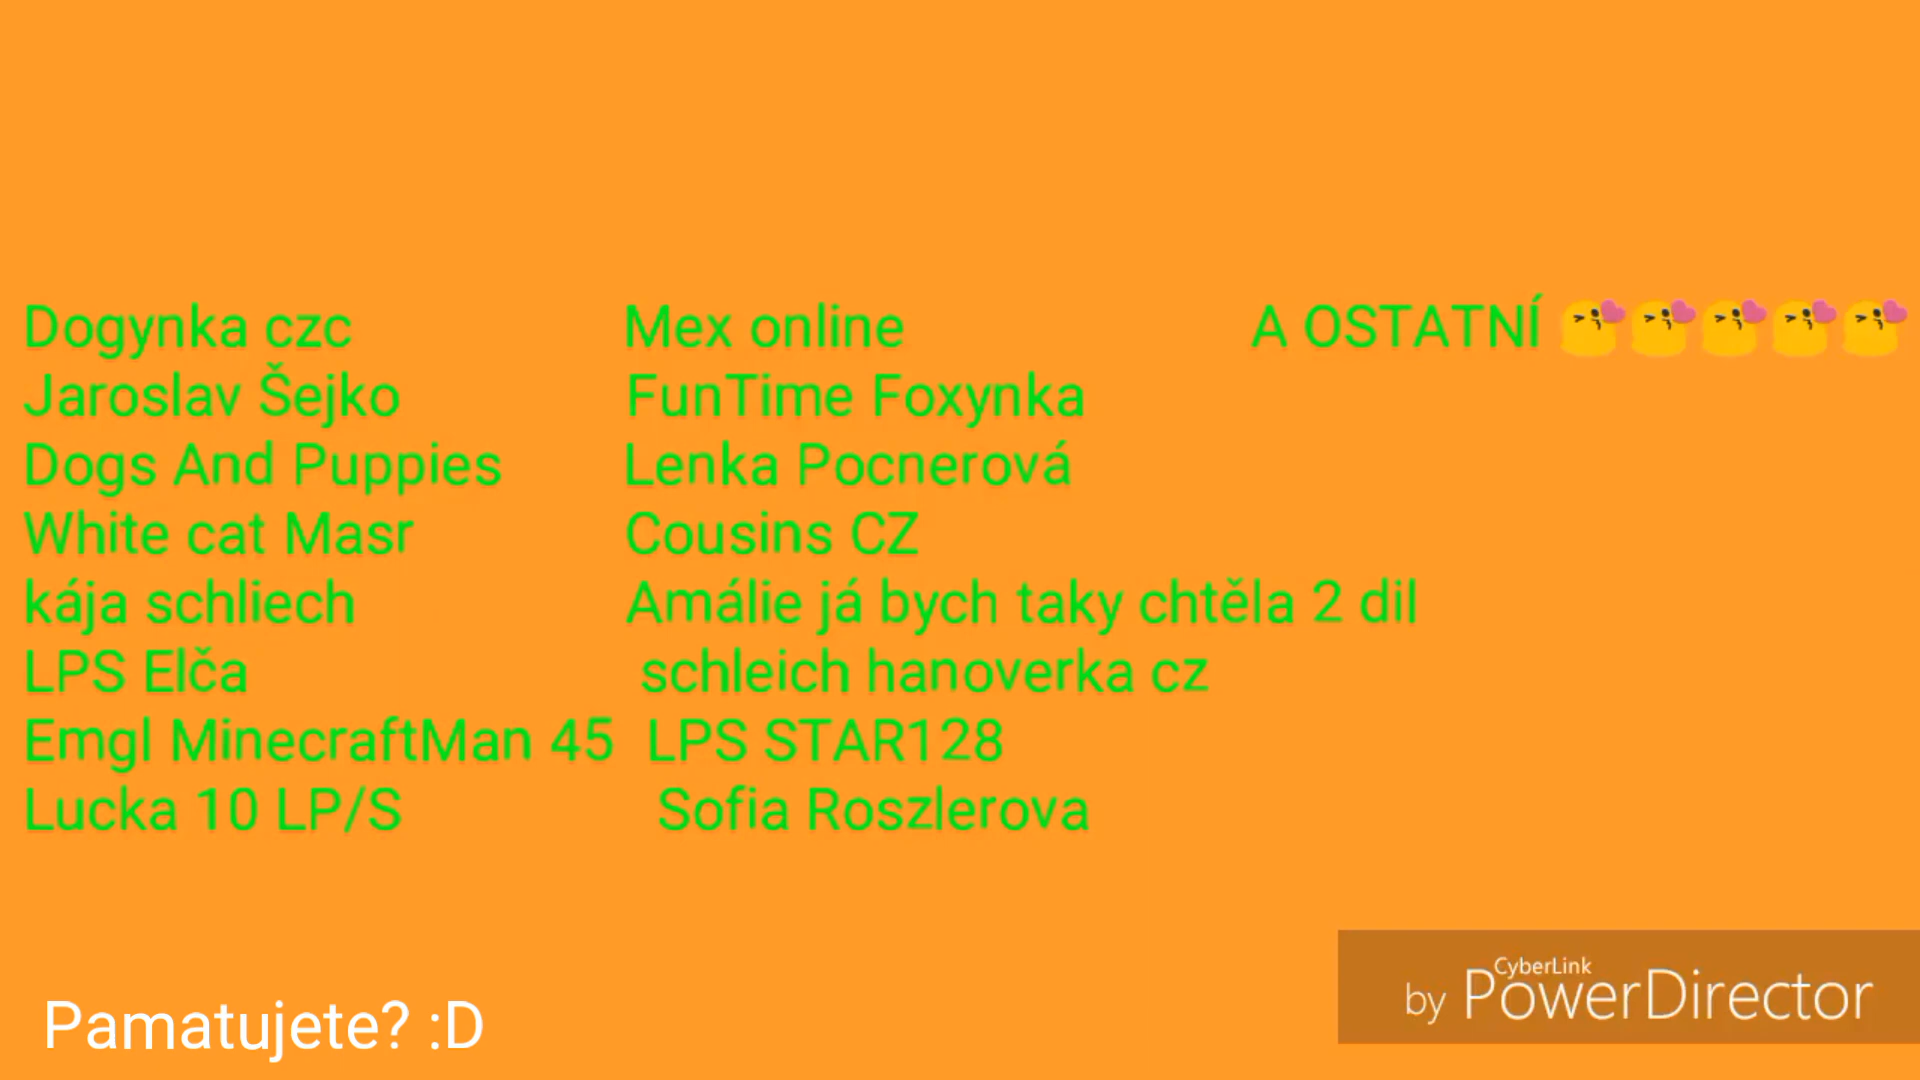 Dogynka czc
Jaroslav Šejko
Dogs And Puppies
White cat Masr
kája schliech
LPS Elča
Emgl MinecraftMan 45
Lucka 10 LP/S
Mex online
FunTime Foxynka
Lenka Pocnerová
Cousins CZ
Amálie já bych taky chtěla 2 dil
schleich hanoverka cz
LPS STAR128
Sofia Roszlerova
A OSTATNÍ 😘😘😘😘😘
Pamatujete? :D
by CyberLink PowerDirector